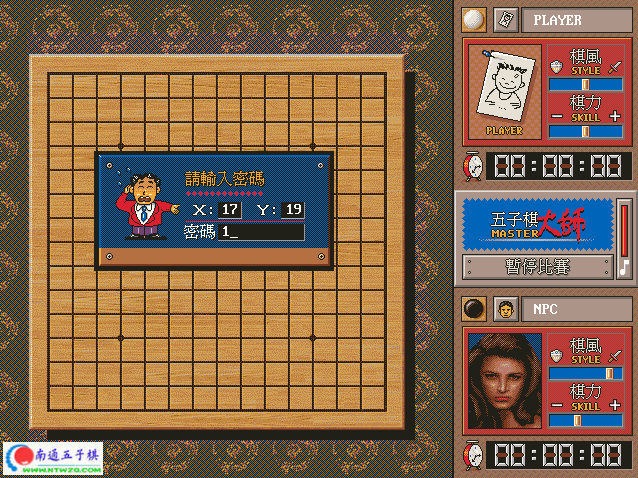 PLAYER
棋風
STYLE
棋力
SKILL
PLAYER
00:00:00
請輸入密碼
X: 17 Y: 19
密碼 1_
五子棋
MASTER 大師
暫停比賽
NPC
棋風
STYLE
棋力
SKILL
00:00:00
南通五子棋
WWW.NTWZQ.COM